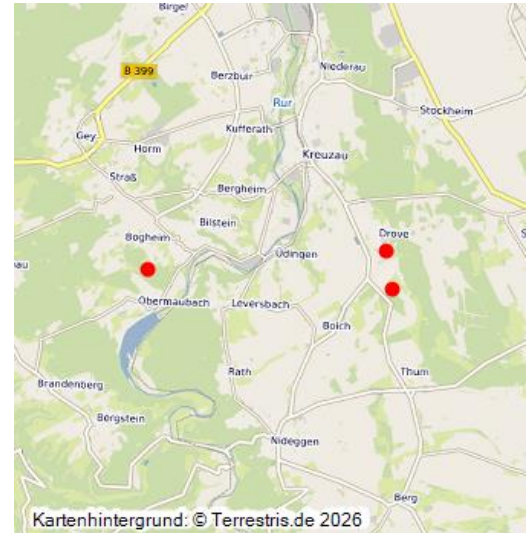 Birgel
Niederau
B 399
Berzbuir
Rur
Stockheim
Gey
Kufferath
Horm
Kreuzau
Straß
Bergheim
Bilstein
Drove
Bogheim
Üdingen
Obermaubach
Leversbach
Boich
Rath
Thum
Brandenberg
Bergstein
Nideggen
Berg
Kartenhintergrund: © Terrestris.de 2026